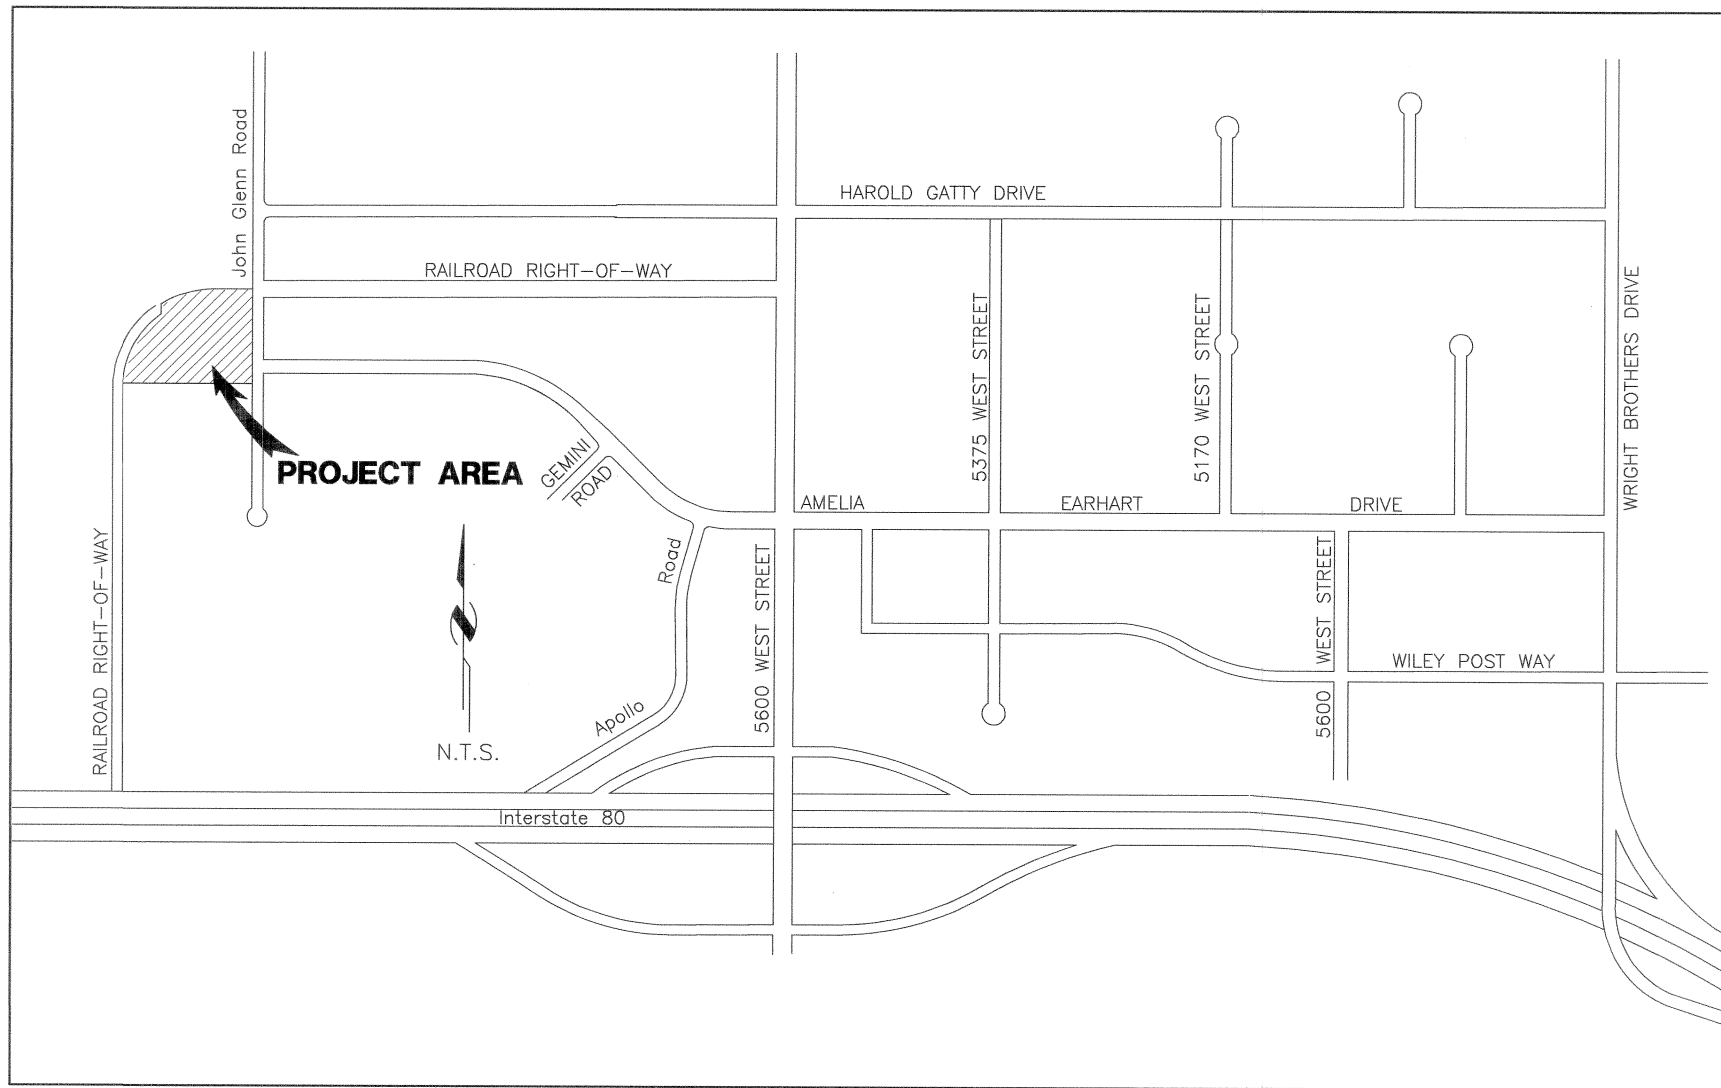 John Glenn Road
HAROLD GATTY DRIVE
RAILROAD RIGHT-OF-WAY
5375 WEST STREET
5170 WEST STREET
WRIGHT BROTHERS DRIVE
GEMINI
ROAD
PROJECT AREA
AMELIA EARHART DRIVE
RAILROAD RIGHT-OF-WAY
Apollo Road
5600 WEST STREET
5600 WEST STREET
WILEY POST WAY
N.T.S.
Interstate 80